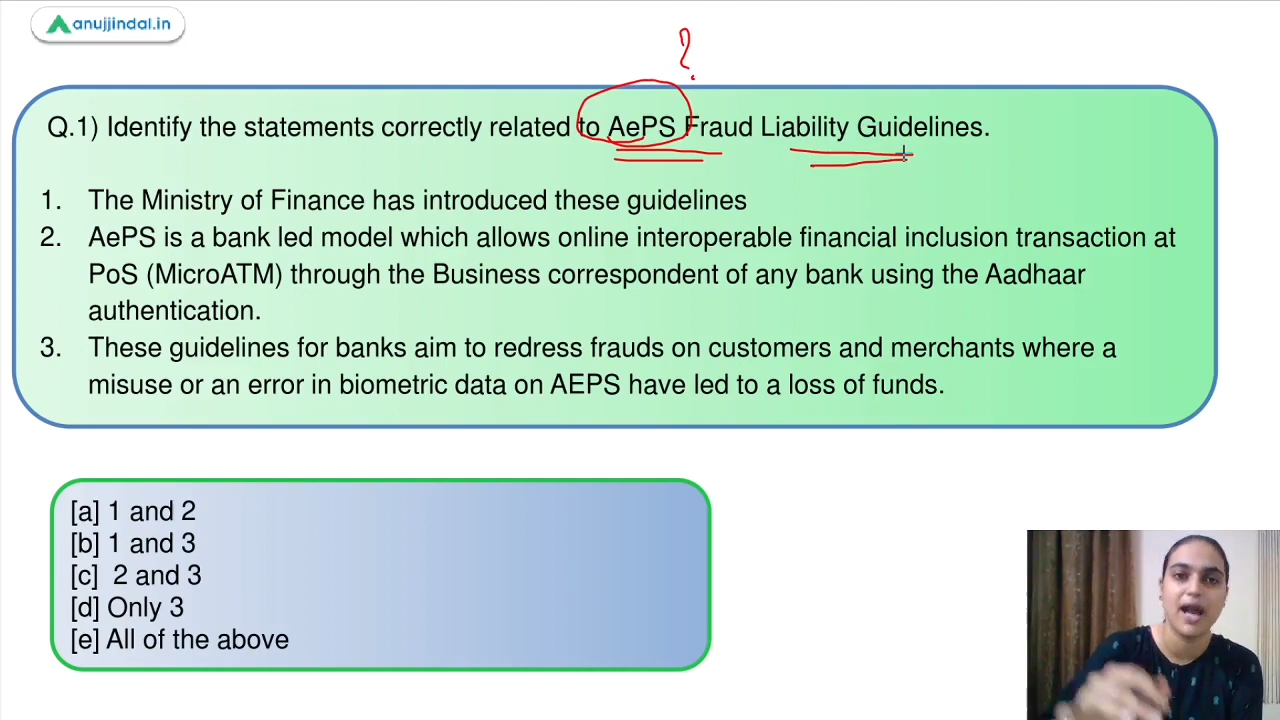 anujjindal.in
?
Q.1) Identify the statements correctly related to AePS Fraud Liability Guidelines.
1. The Ministry of Finance has introduced these guidelines
2. AePS is a bank led model which allows online interoperable financial inclusion transaction at
PoS (MicroATM) through the Business correspondent of any bank using the Aadhaar
authentication.
3. These guidelines for banks aim to redress frauds on customers and merchants where a
misuse or an error in biometric data on AEPS have led to a loss of funds.
[a] 1 and 2
[b] 1 and 3
[c] 2 and 3
[d] Only 3
[e] All of the above